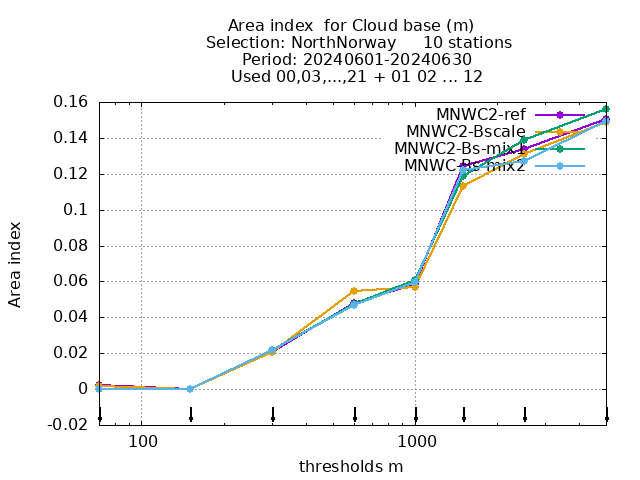 Area index  for Cloud base (m)
Selection: NorthNorway     10 stations
Period: 20240601-20240630
Used 00,03,...,21 + 01 02 ... 12
0.16
0.14
0.12
0.1
0.08
0.06
0.04
0.02
0
-0.02
Area index
MNWC2-ref
MNWC2-Bscale
MNWC2-Bs-mix1
MNWC-Bs-mix2
100
1000
thresholds m